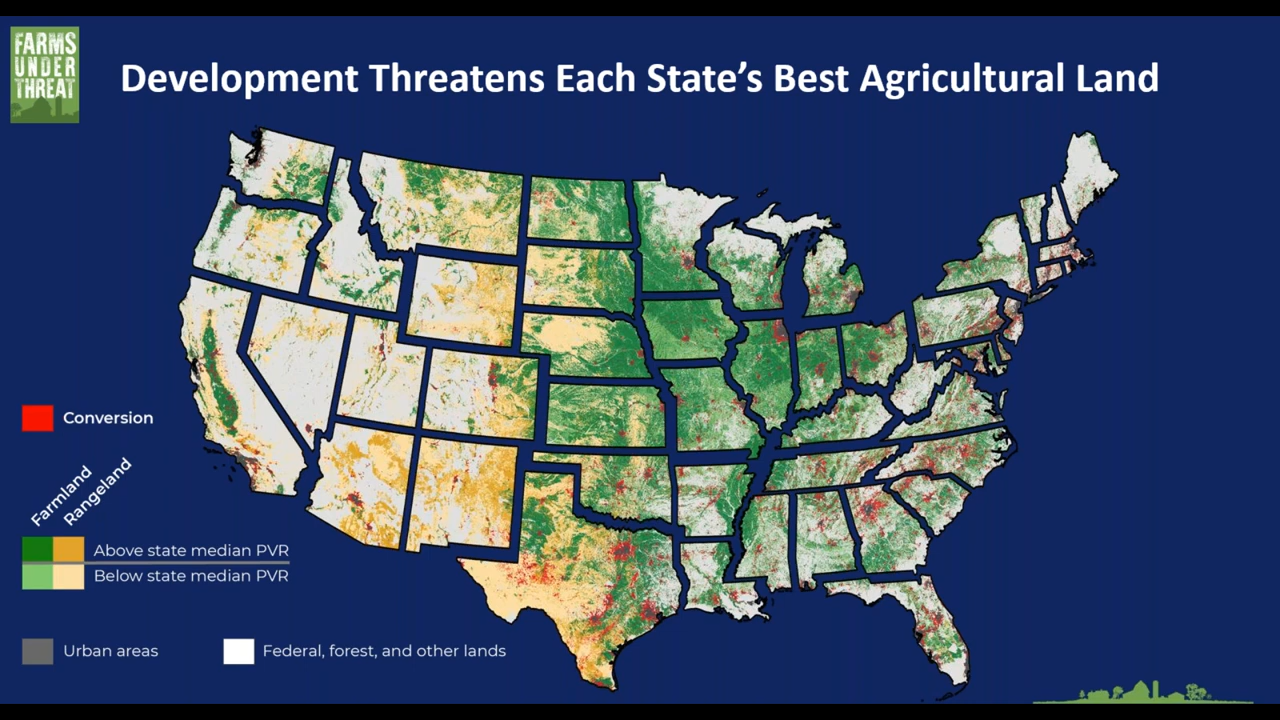 FARMS
UNDER
THREAT
Development Threatens Each State’s Best Agricultural Land
Conversion
Farmland
Rangeland
Above state median PVR
Below state median PVR
Urban areas
Federal, forest, and other lands